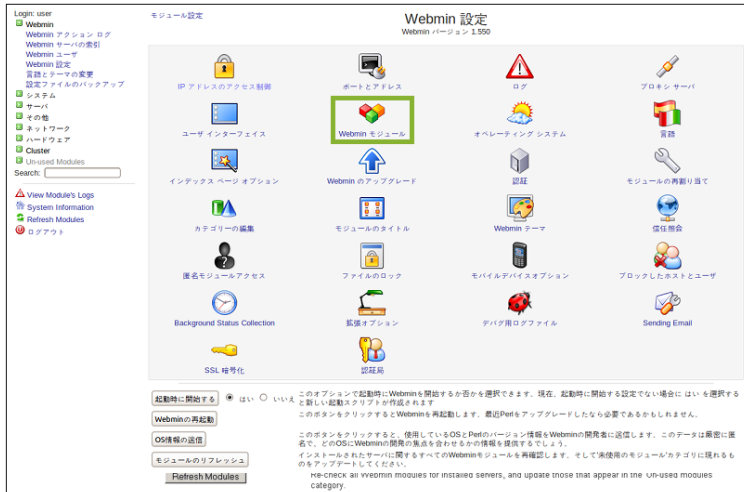 Login: user
Webmin
Webmin アクション ログ
Webmin サーバの索引
Webmin ユーザ
Webmin 設定
言語とテーマの変更
設定ファイルのバックアップ
システム
サーバ
その他
ネットワーク
ハードウェア
Cluster
Un-used Modules
Search:
View Module's Logs
System Information
Refresh Modules
ログアウト
モジュール設定
Webmin 設定
Webmin バージョン 1.550
IP アドレスのアクセス制御
ポートとアドレス
ログ
プロキシ サーバ
ユーザ インターフェイス
Webmin モジュール
オペレーティング システム
言語
インデックス ページ オプション
Webmin のアップグレード
認証
モジュールの再割り当て
カテゴリーの編集
モジュールのタイトル
Webmin テーマ
信任照会
匿名モジュールアクセス
ファイルのロック
モバイルデバイスオプション
ブロックしたホストとユーザ
Background Status Collection
拡張オプション
デバグ用ログファイル
Sending Email
SSL 暗号化
認証局
起動時に開始する はい いいえ このオプションで起動時にWebminを開始するか否かを選択できます。現在、起動時に開始する設定でない場合に はい を選択する
と新しい起動スクリプトが作成されます
Webminの再起動 このボタンをクリックするとWebminを再起動します。最近Perlをアップグレードしたなら必要であるかもしれません。
OS情報の送信 このボタンをクリックすると、使用しているOSとPerlのバージョン情報をWebminの開発者に送信します。このデータは厳密に匿
名で、どのOSにWebminの開発の焦点を合わせるかの情報を提供するでしょう。
モジュールのリフレッシュ インストールされたサーバに関するすべてのWebminモジュールを再確認します。そして'未使用のモジュール'カテゴリに現れるも
のをアップデートしてください。
Refresh Modules Re-check all Webmin modules for installed servers, and update those that appear in the 'Un-used modules'
category.